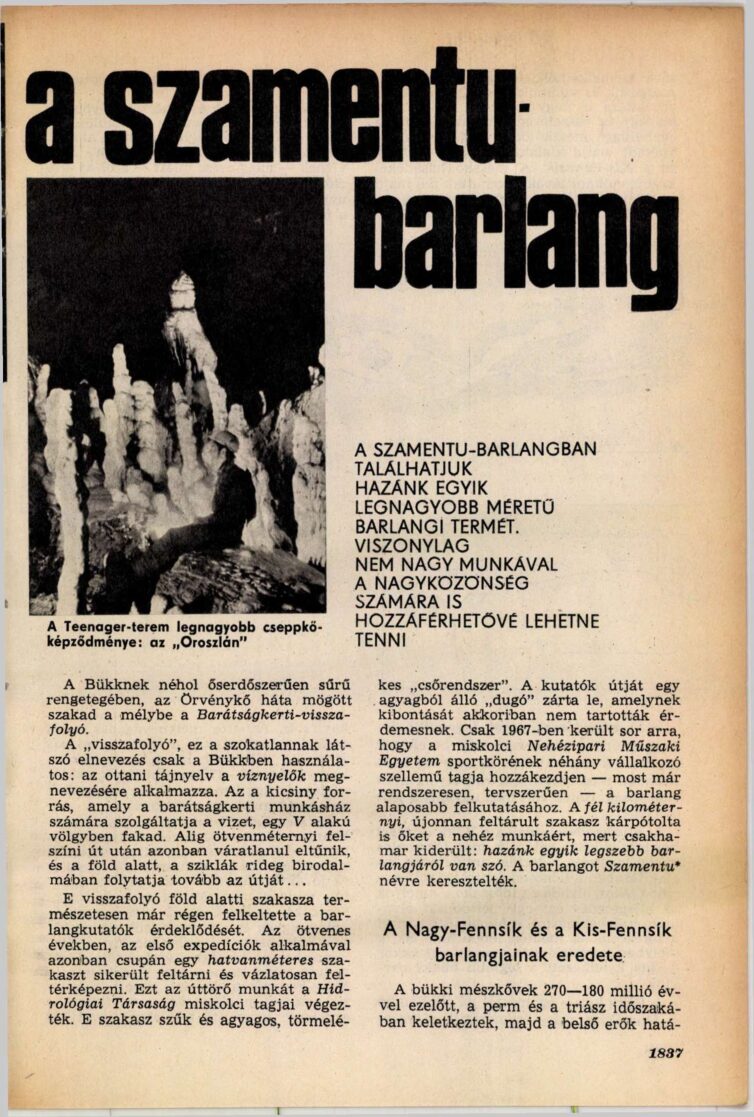 a szamentu-
barlang
A Teenager-terem legnagyobb cseppkő-
képződménye: az „Oroszlán”
A SZAMENTU-BARLANGBAN
TALÁLHATJUK
HAZÁNK EGYIK
LEGNAGYOBB MÉRETŰ
BARLANGI TERMÉT.
VISZONYLAG
NEM NAGY MUNKÁVAL
A NAGYKÖZÖNSÉG
SZÁMÁRA IS
HOZZÁFÉRHETŐVÉ LEHETNE
TENNI
A Bükknek néhol őserdőszerűen sűrű
rengetegében, az Örvénykő háta mögött
szakad a mélybe a Barátságkerti-vissza-
folyó.
A „visszafolyó”, ez a szokatlannak lát-
szó elnevezés csak a Bükkben használa-
tos: az ottani tájnyelv a víznyelők meg-
nevezésére alkalmazza. Az a kicsiny for-
rás, amely a barátságkerti munkásház
számára szolgáltatja a vizet, egy V alakú
völgyben fakad. Alig ötvenméternyi fel-
színi út után azonban váratlanul eltűnik,
és a föld alatt, a sziklák rideg birodal-
mában folytatja tovább az útját...
E visszafolyó föld alatti szakasza ter-
mészetesen már régen felkeltette a bar-
langkutatók érdeklődését. Az ötvenes
években, az első expedíciók alkalmával
azonban csupán egy hatvanméteres sza-
kaszt sikerült feltárni és vázlatosan fel-
térképezni. Ezt az úttörő munkát a Hid-
rológiai Társaság miskolci tagjai végez-
ték. E szakasz szűk és agyagos, törmelé-
kes „csőrendszer”. A kutatók útját egy
agyagból álló „dugó” zárta le, amelynek
kibontását akkoriban nem tartották ér-
demesnek. Csak 1967-ben került sor arra,
hogy a miskolci Nehézipari Műszaki
Egyetem sportkörének néhány vállalkozó
szellemű tagja hozzákezdjen — most már
rendszeresen, tervszerűen — a barlang
alaposabb felkutatásához. A fél kilométer-
nyi, újonnan feltárult szakasz kárpótolta
is őket a nehéz munkáért, mert csakha-
mar kiderült: hazánk egyik legszebb bar-
langjáról van szó. A barlangot Szamentu*
névre keresztelték.
A Nagy-Fennsík és a Kis-Fennsík
barlangjainak eredete
A bükki mészkővek 270—180 millió év-
vel ezelőtt, a perm és a triász időszaká-
ban keletkeztek, majd a belső erők hatá-
1837